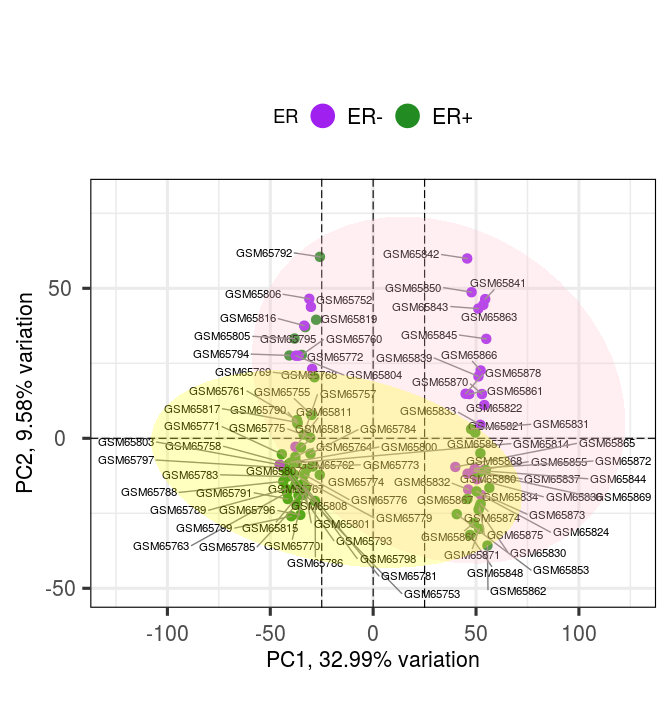 ER ER- ER+
GSM65792 GSM65842
GSM65850 GSM65841
GSM65806 GSM65752 GSM65843
GSM65816 GSM65819 GSM65863
GSM65805 GSM65795 GSM65760 GSM65845
GSM65794 GSM65772 GSM65839 GSM65866
GSM65769 GSM65768 GSM65804 GSM65870 GSM65878
GSM65761 GSM65755 GSM65757 GSM65861
GSM65817 GSM65790 GSM65811 GSM65833 GSM65822
GSM65771 GSM65775 GSM65818 GSM65784 GSM65821 GSM65831
GSM65803 GSM65758 GSM65764 GSM65800 GSM65857 GSM65814 GSM65865
GSM65797 GSM65762 GSM65773 GSM65868 GSM65855 GSM65872
GSM65783 GSM65807 GSM65774 GSM65832 GSM65880 GSM65837 GSM65844
GSM65788 GSM65791 GSM65767 GSM65776 GSM65867 GSM65834 GSM65869
GSM65789 GSM65796 GSM65808 GSM65779 GSM65874 GSM65873
GSM65799 GSM65815 GSM65801 GSM65875 GSM65824
GSM65763 GSM65785 GSM65770 GSM65793 GSM65860 GSM65830
GSM65786 GSM65798 GSM65871 GSM65853
GSM65781 GSM65848
GSM65753 GSM65862
50
0
-50
-100 -50 0 50 100
PC1, 32.99% variation
PC2, 9.58% variation